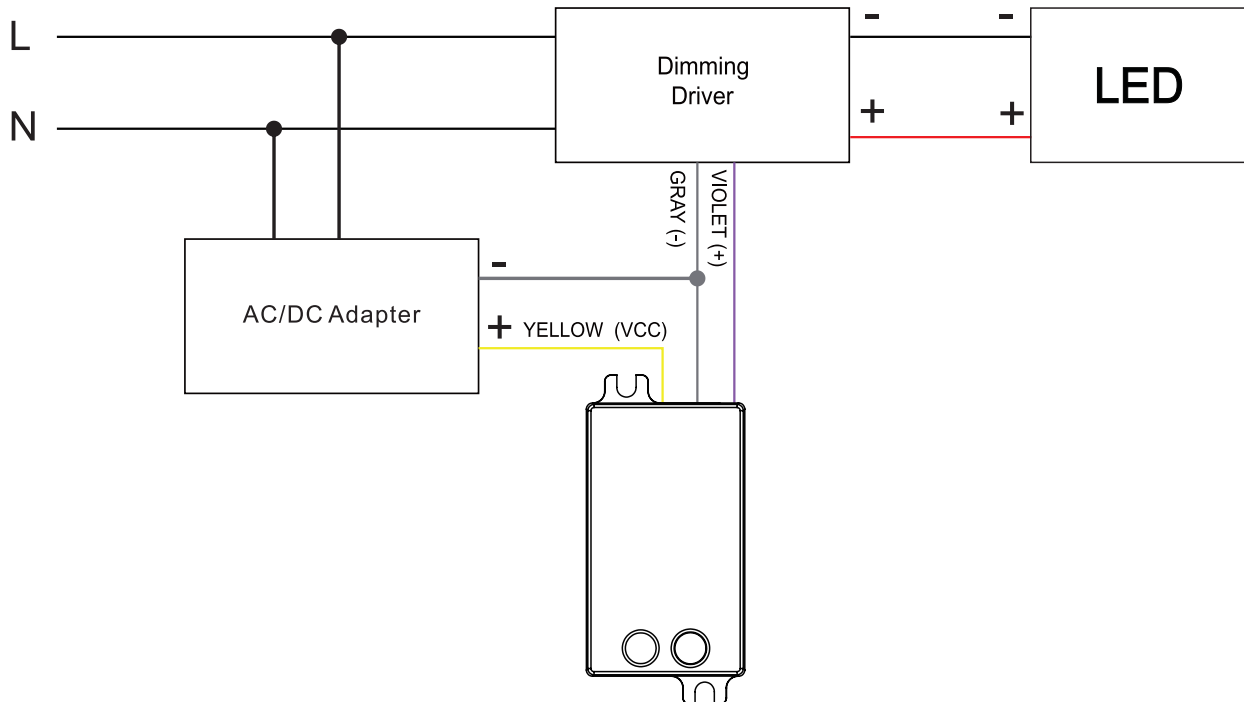 L
N
Dimming
Driver
- -
+ +
LED
GRAY (-)
VIOLET (+)
AC/DC Adapter
-
+ YELLOW (VCC)